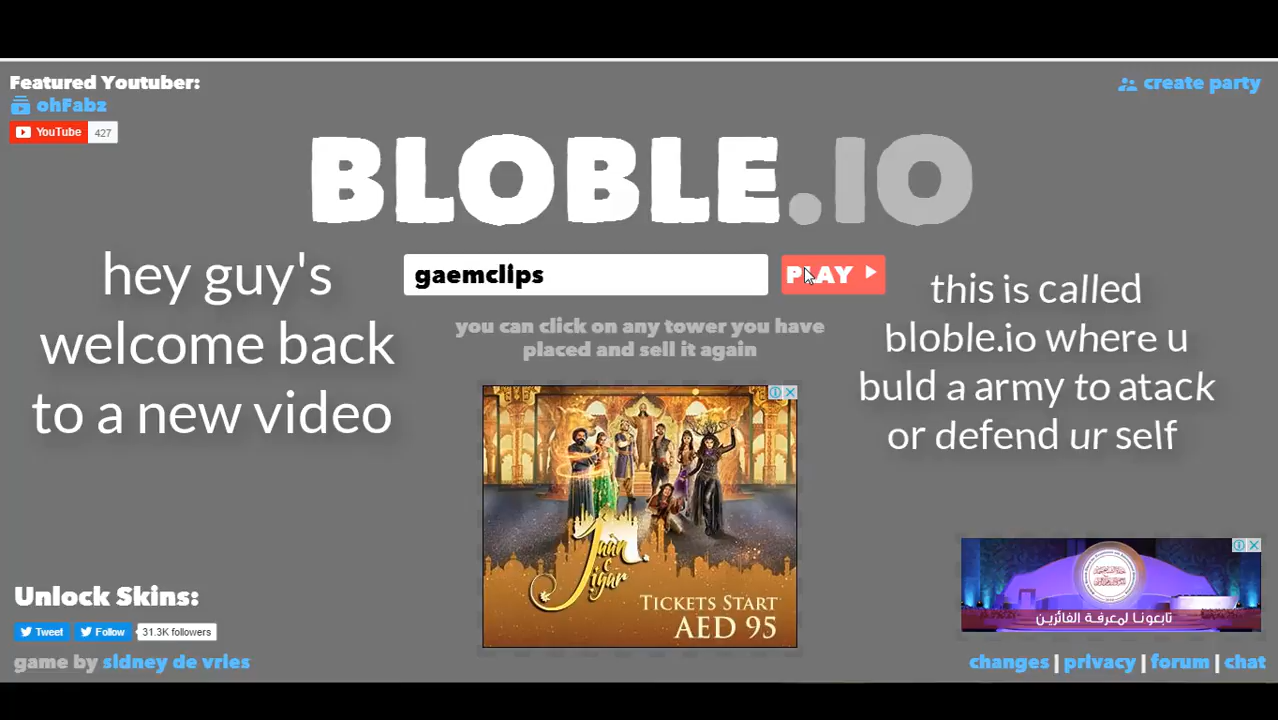 Featured Youtuber:
ohFabz
YouTube 427
create party
BLOBLE.IO
hey guy's
welcome back
to a new video
gaemclips
PLAY
you can click on any tower you have
placed and sell it again
this is called
bloble.io where u
buld a army to atack
or defend ur self
Jaan
e
Jigar
TICKETS START
AED 95
تابعونا لمعرفة الفائزين
Unlock Skins:
Tweet Follow 31.3K followers
game by sidney de vries
changes | privacy | forum | chat